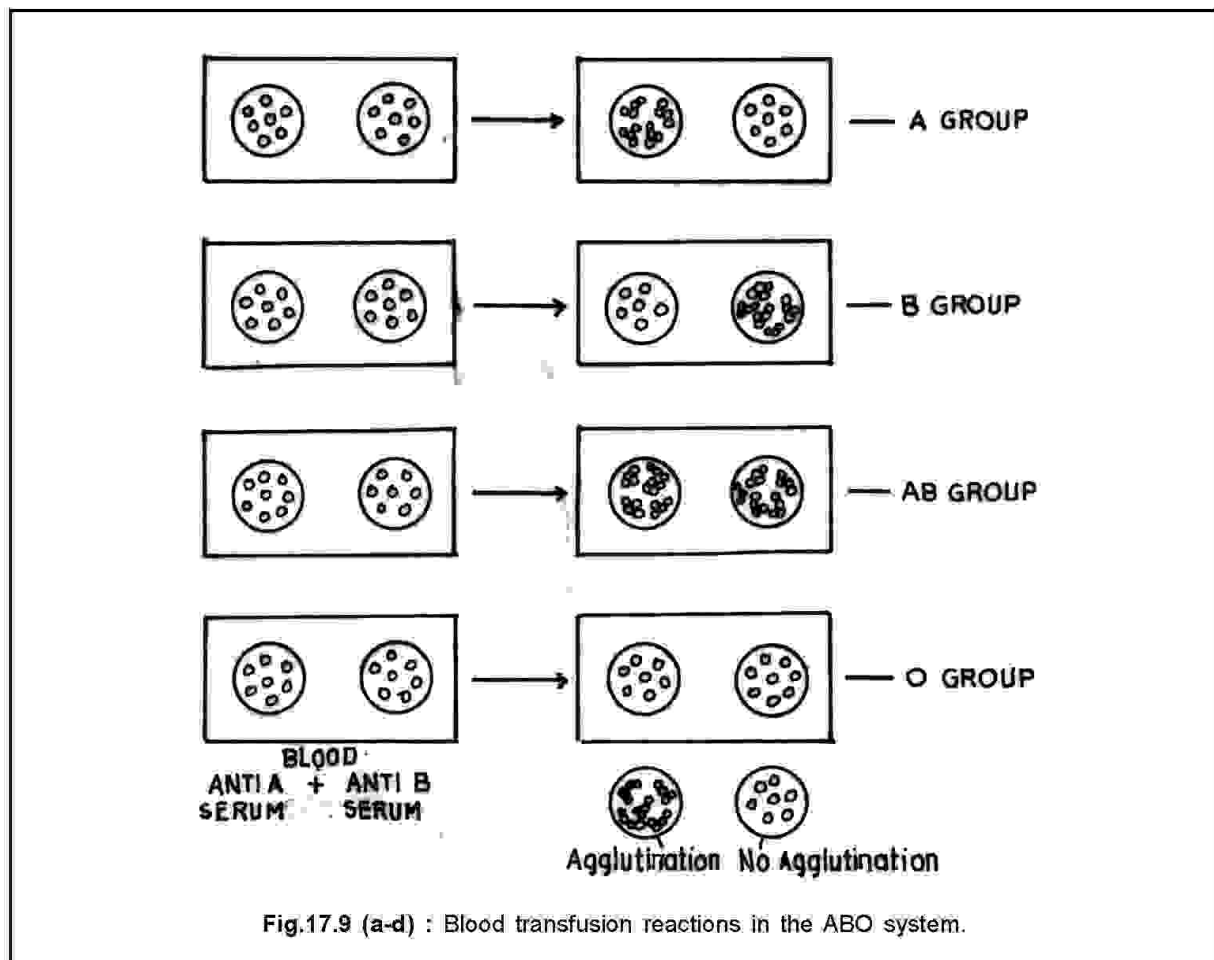 A GROUP
B GROUP
AB GROUP
O GROUP
BLOOD
ANTI A + ANTI B
SERUM SERUM
Agglutination No Agglutination
Fig.17.9 (a-d) : Blood transfusion reactions in the ABO system.